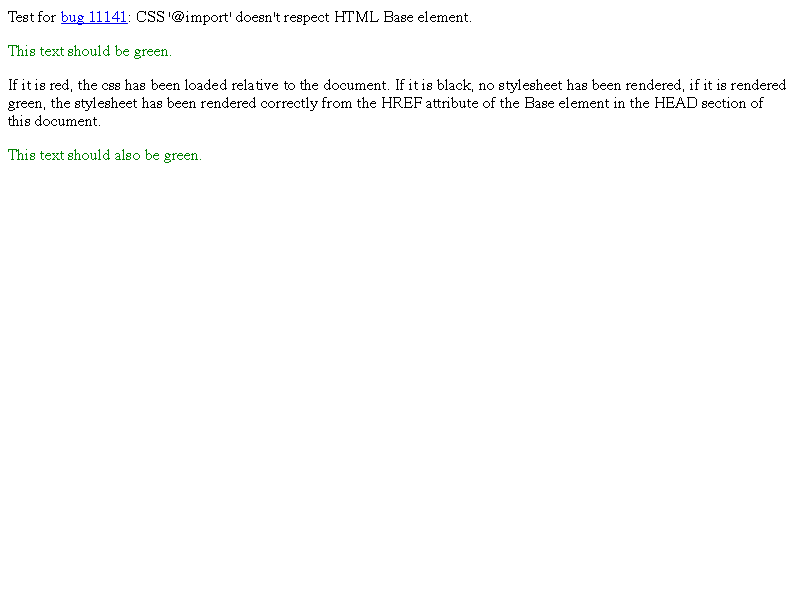 Test for bug 11141: CSS '@import' doesn't respect HTML Base element.
This text should be green.
If it is red, the css has been loaded relative to the document. If it is black, no stylesheet has been rendered, if it is rendered
green, the stylesheet has been rendered correctly from the HREF attribute of the Base element in the HEAD section of
this document.
This text should also be green.